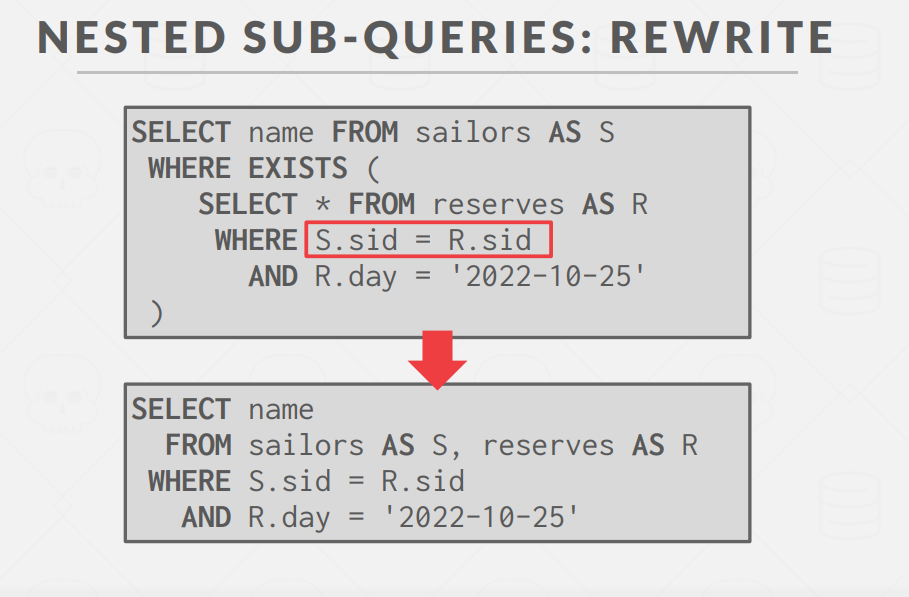 NESTED SUB-QUERIES: REWRITE
SELECT name FROM sailors AS S
WHERE EXISTS (
SELECT * FROM reserves AS R
WHERE S.sid = R.sid
AND R.day = '2022-10-25'
)
SELECT name
FROM sailors AS S, reserves AS R
WHERE S.sid = R.sid
AND R.day = '2022-10-25'